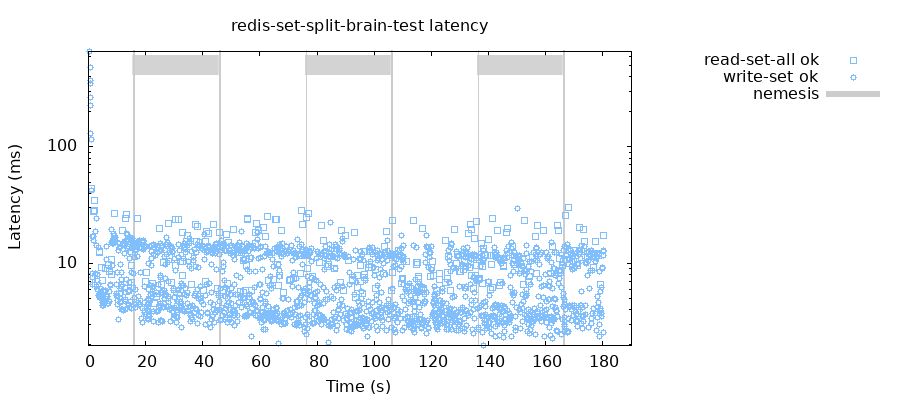 redis-set-split-brain-test latency
read-set-all ok
write-set ok
nemesis
100
10
Latency (ms)
0 20 40 60 80 100 120 140 160 180
Time (s)